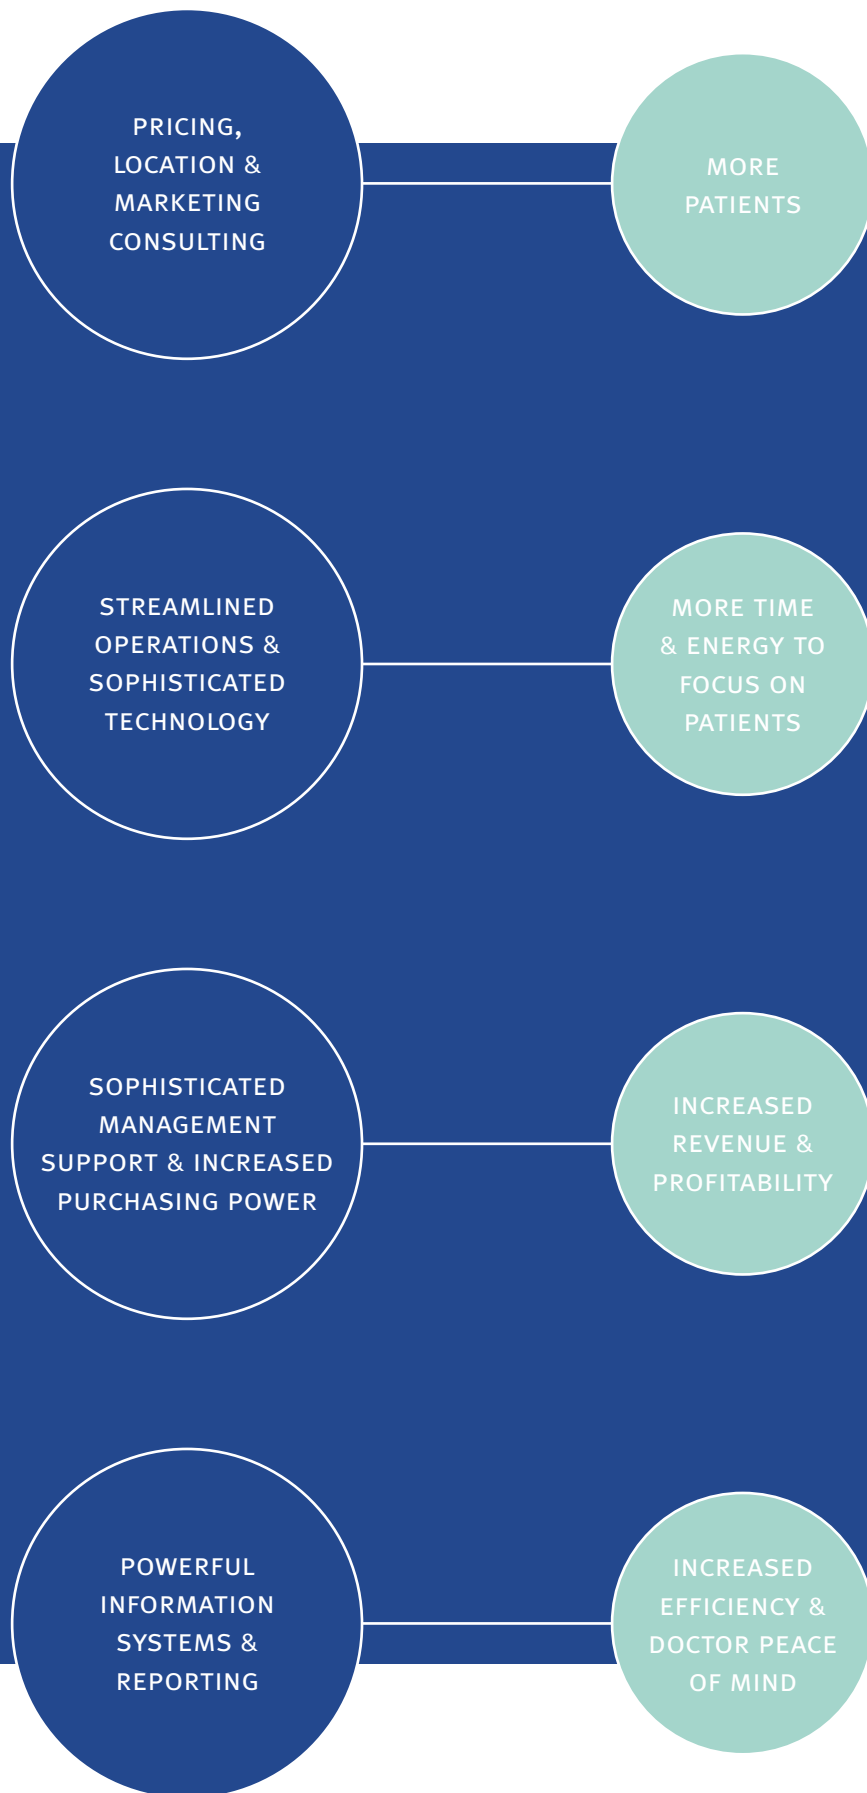 PRICING,
LOCATION &
MARKETING
CONSULTING
MORE
PATIENTS
STREAMLINED
OPERATIONS &
SOPHISTICATED
TECHNOLOGY
MORE TIME
& ENERGY TO
FOCUS ON
PATIENTS
SOPHISTICATED
MANAGEMENT
SUPPORT & INCREASED
PURCHASING POWER
INCREASED
REVENUE &
PROFITABILITY
POWERFUL
INFORMATION
SYSTEMS &
REPORTING
INCREASED
EFFICIENCY &
DOCTOR PEACE
OF MIND